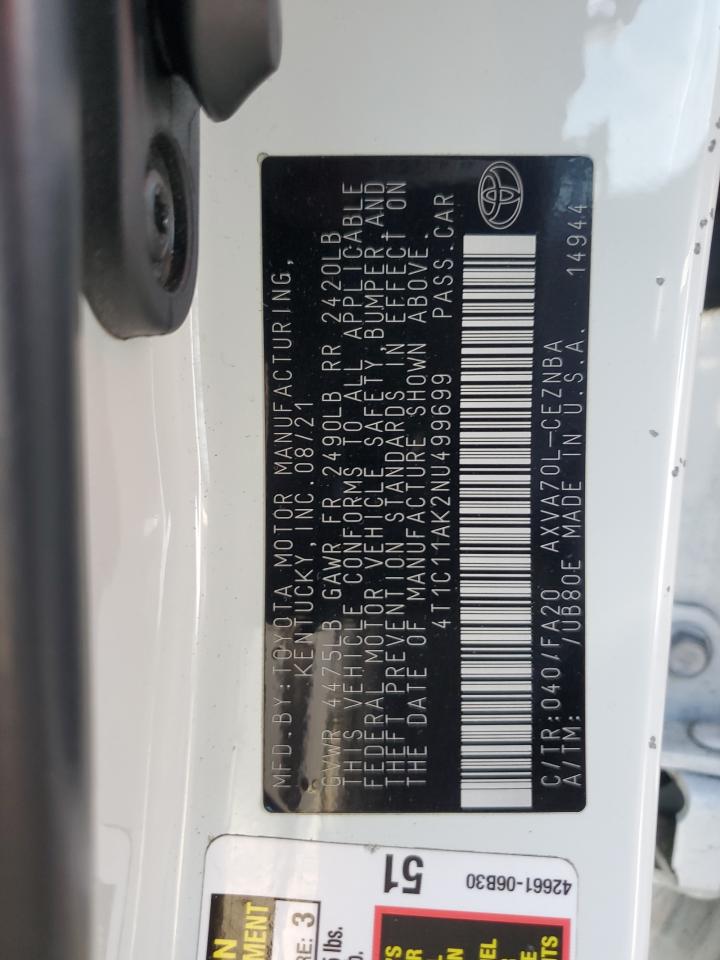 MFD.BY:TOYOTA MOTOR MANUFACTURING,
KENTUCKY, INC. 08/21
GVWR 4475LB GAWR FR 2490LB RR 2420LB
THIS VEHICLE CONFORMS TO ALL APPLICABLE
FEDERAL MOTOR VEHICLE SAFETY, BUMPER AND
THEFT PREVENTION STANDARDS IN EFFECT ON
THE DATE OF MANUFACTURE SHOWN ABOVE.
4T1C11AK2NU499699 PASS.CAR
C/TR:040/FA20 AXVA70L-CEZNBA
A/TM: /UB80E MADE IN U.S.A. 14944
51
42661-06B30
3
lbs.